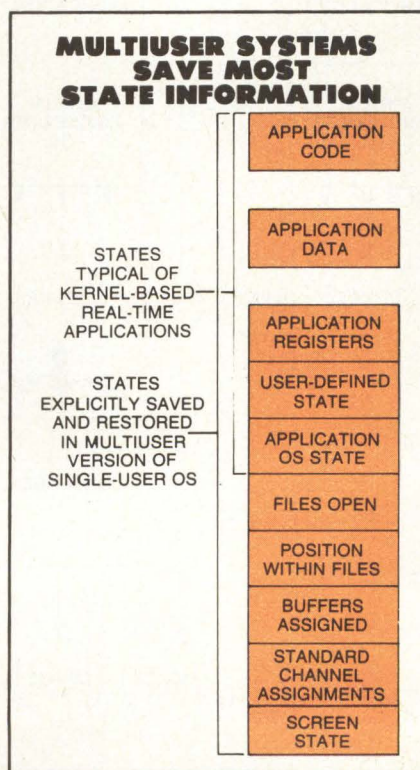 MULTIUSER SYSTEMS
SAVE MOST
STATE INFORMATION
APPLICATION
CODE
APPLICATION
DATA
STATES
TYPICAL OF
KERNEL-BASED
REAL-TIME
APPLICATIONS
APPLICATION
REGISTERS
STATES
EXPLICITLY SAVED
AND RESTORED
IN MULTIUSER
VERSION OF
SINGLE-USER OS
USER-DEFINED
STATE
APPLICATION
OS STATE
FILES OPEN
POSITION
WITHIN FILES
BUFFERS
ASSIGNED
STANDARD
CHANNEL
ASSIGNMENTS
SCREEN
STATE